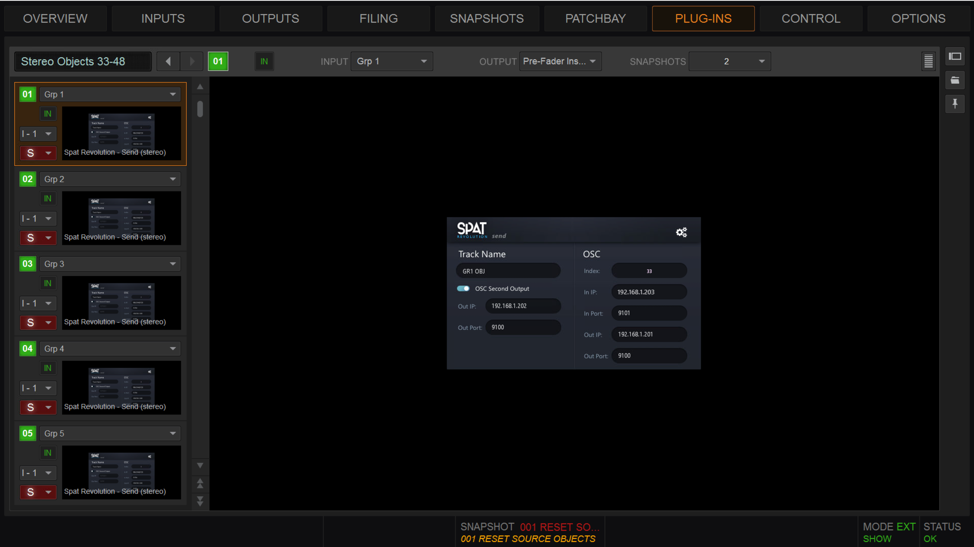 OVERVIEW INPUTS OUTPUTS FILING SNAPSHOTS PATCHBAY PLUG-INS CONTROL OPTIONS
Stereo Objects 33-48 01 IN INPUT Grp 1 OUTPUT Pre-Fader Ins... SNAPSHOTS 2
01 Grp 1
IN
I - 1
S
Spat Revolution - Send (stereo)
02 Grp 2
IN
I - 1
S
Spat Revolution - Send (stereo)
03 Grp 3
IN
I - 1
S
Spat Revolution - Send (stereo)
04 Grp 4
IN
I - 1
S
Spat Revolution - Send (stereo)
05 Grp 5
IN
I - 1
S
Spat Revolution - Send (stereo)
SPAT
REVOLUTION send
Track Name
GR1 OBJ
OSC Second Output
Out IP: 192.168.1.202
Out Port: 9100
OSC
Index: 33
In IP: 192.168.1.203
In Port: 9101
Out IP: 192.168.1.201
Out Port: 9100
SNAPSHOT 001 RESET SO...
001 RESET SOURCE OBJECTS
MODE EXT
SHOW
STATUS
OK